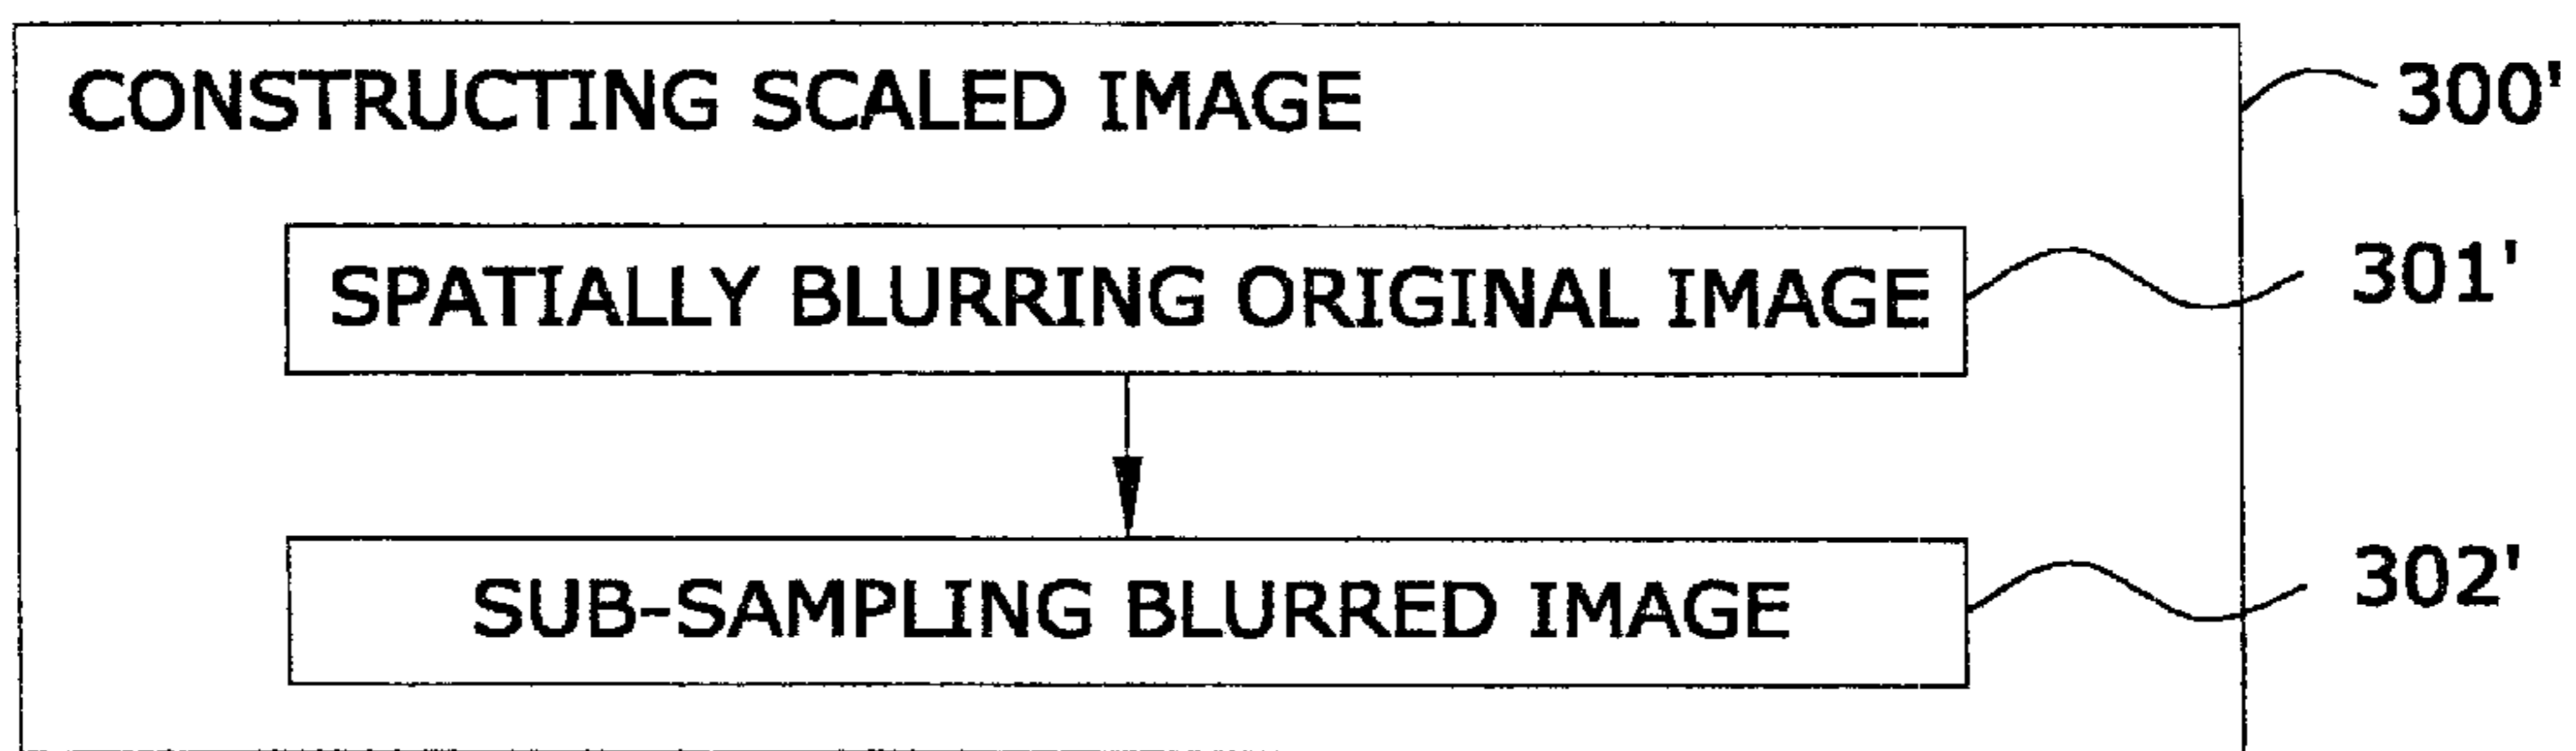 CONSTRUCTING SCALED IMAGE
300'
SPATIALLY BLURRING ORIGINAL IMAGE
301'
SUB-SAMPLING BLURRED IMAGE
302'